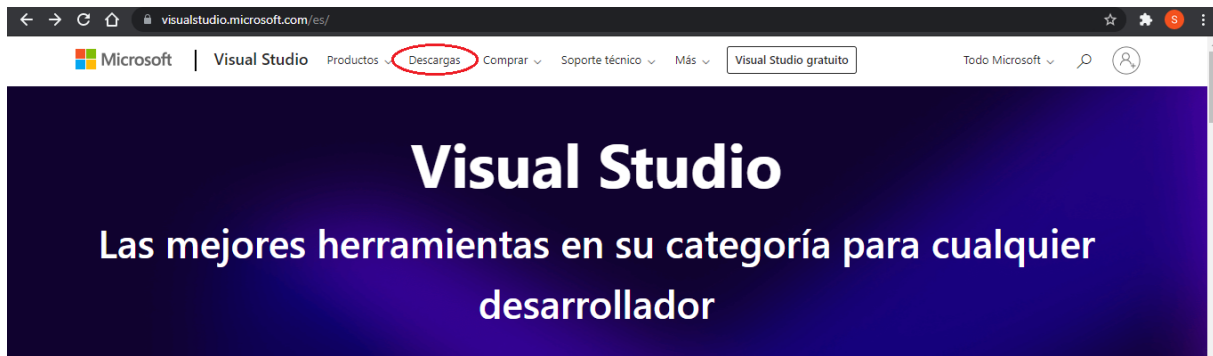 visualstudio.microsoft.com/es/
S
Microsoft Visual Studio Productos Descargas Comprar Soporte técnico Más Visual Studio gratuito Todo Microsoft
Visual Studio
Las mejores herramientas en su categoría para cualquier
desarrollador